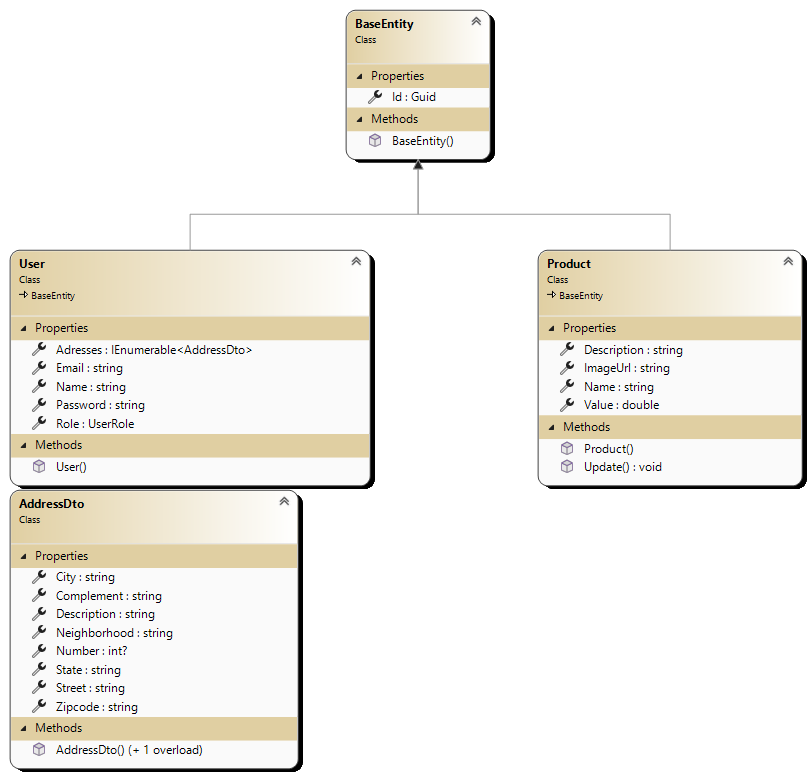 BaseEntity
Class
Properties
Id : Guid
Methods
BaseEntity()
User
Class
BaseEntity
Properties
Adresses : IEnumerable<AddressDto>
Email : string
Name : string
Password : string
Role : UserRole
Methods
User()
Product
Class
BaseEntity
Properties
Description : string
ImageUrl : string
Name : string
Value : double
Methods
Product()
Update() : void
AddressDto
Class
Properties
City : string
Complement : string
Description : string
Neighborhood : string
Number : int?
State : string
Street : string
Zipcode : string
Methods
AddressDto() (+ 1 overload)